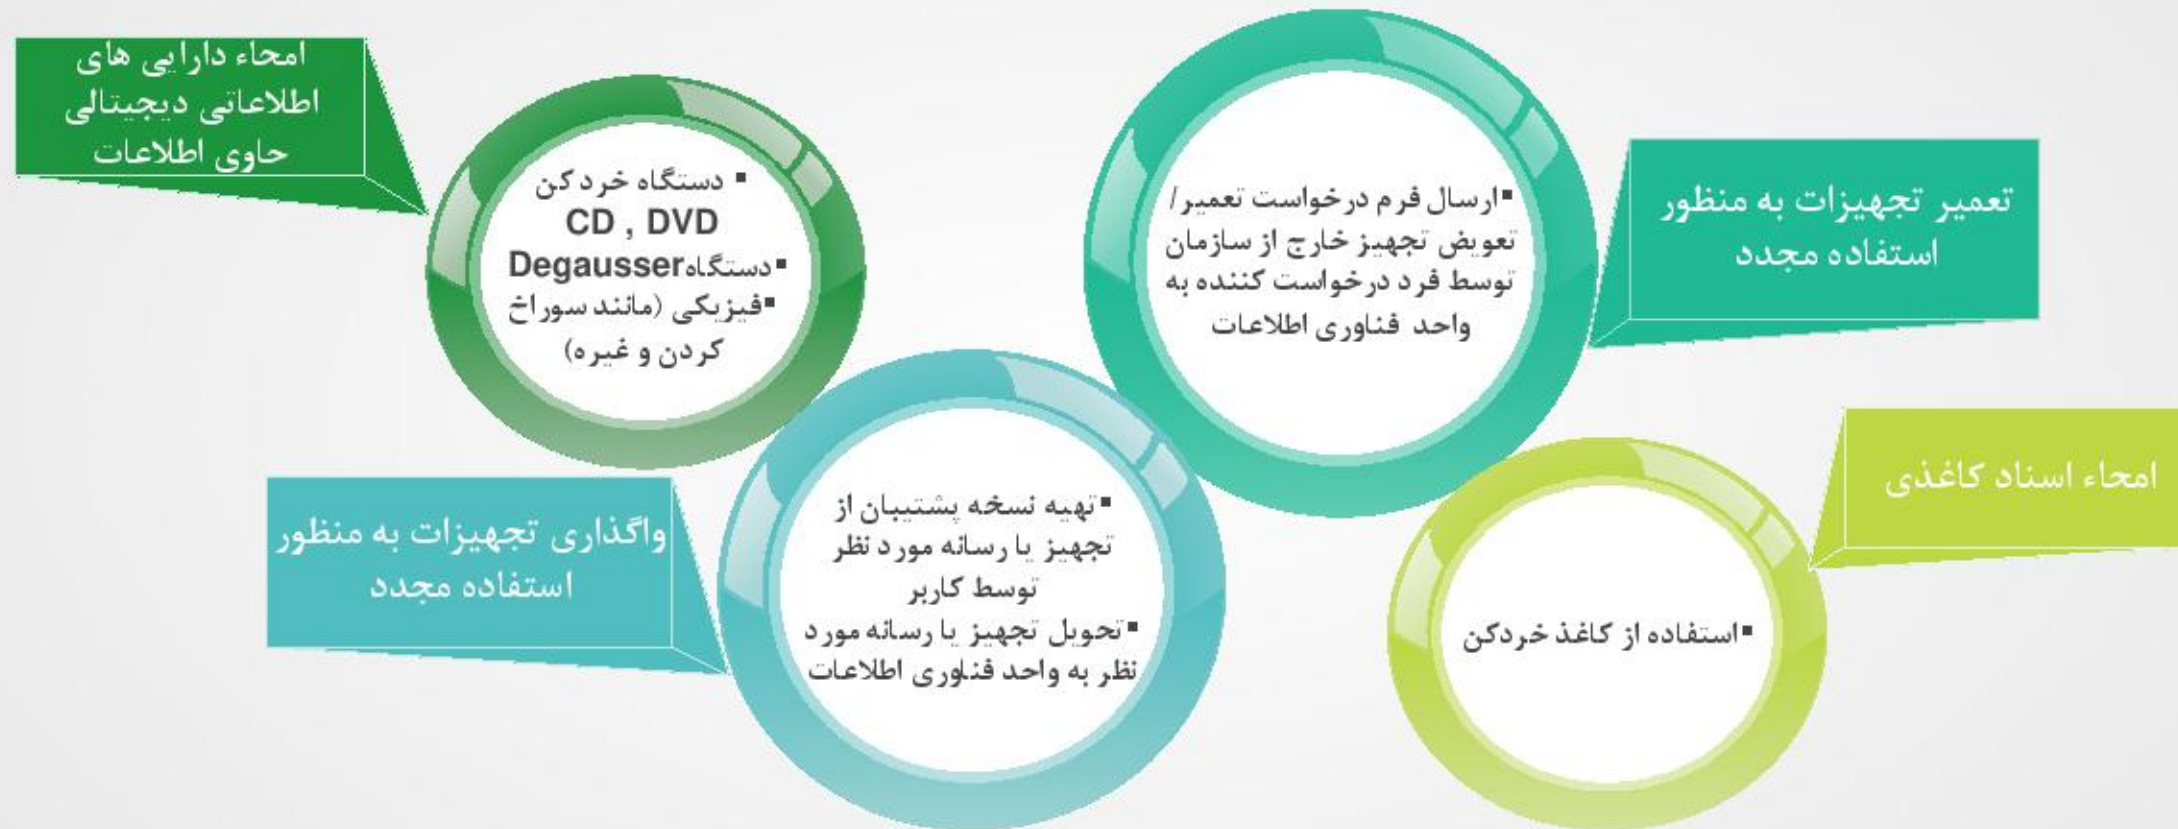 امحاء دارایی های
اطلاعاتی دیجیتالی
حاوی اطلاعات
▪ دستگاه خرد کن
CD , DVD
▪دستگاهDegausser
▪فیزیکی (مانند سوراخ
کردن و غیره)
تعمیر تجهیزات به منظور
استفاده مجدد
▪ارسال فرم درخواست تعمیر/
تعویض تجهیز خارج از سازمان
توسط فرد درخواست کننده به
واحد فناوری اطلاعات
واگذاری تجهیزات به منظور
استفاده مجدد
▪تهیه نسخه پشتیبان از
تجهیز یا رسانه مورد نظر
توسط کاربر
▪تحویل تجهیز یا رسانه مورد
نظر به واحد فناوری اطلاعات
امحاء اسناد کاغذی
▪استفاده از کاغذ خردکن